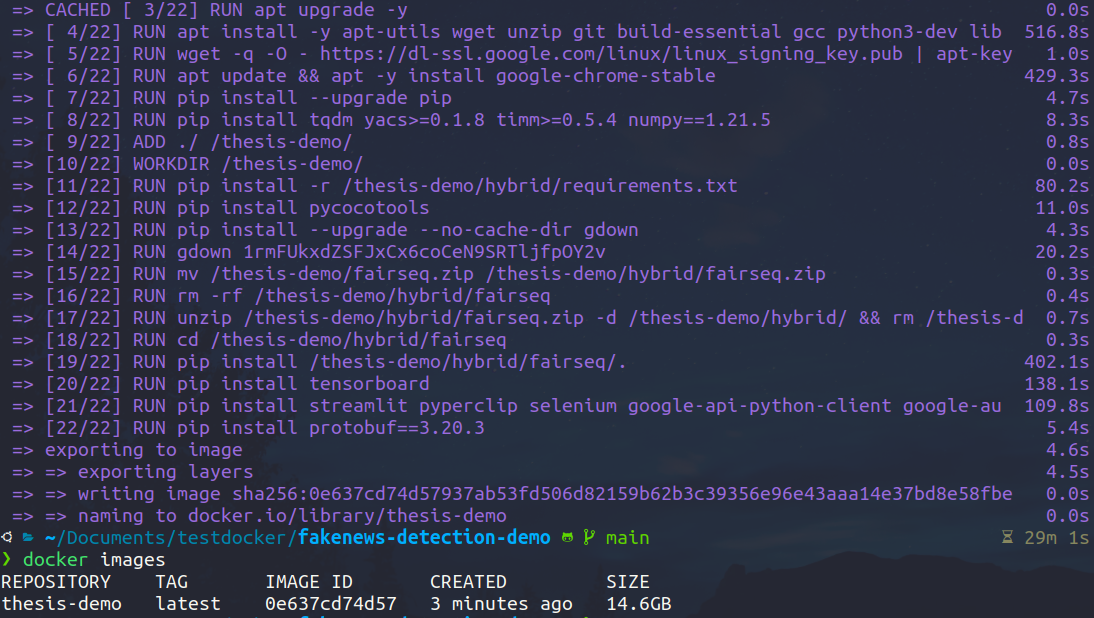 => CACHED [ 3/22] RUN apt upgrade -y 0.0s
=> [ 4/22] RUN apt install -y apt-utils wget unzip git build-essential gcc python3-dev lib 516.8s
=> [ 5/22] RUN wget -q -O - https://dl-ssl.google.com/linux/linux_signing_key.pub | apt-key 1.0s
=> [ 6/22] RUN apt update && apt -y install google-chrome-stable 429.3s
=> [ 7/22] RUN pip install --upgrade pip 4.7s
=> [ 8/22] RUN pip install tqdm yacs>=0.1.8 timm>=0.5.4 numpy==1.21.5 8.3s
=> [ 9/22] ADD ./ /thesis-demo/ 0.8s
=> [10/22] WORKDIR /thesis-demo/ 0.0s
=> [11/22] RUN pip install -r /thesis-demo/hybrid/requirements.txt 80.2s
=> [12/22] RUN pip install pycocotools 11.0s
=> [13/22] RUN pip install --upgrade --no-cache-dir gdown 4.3s
=> [14/22] RUN gdown 1rmFUkxdZSFJxCx6coCeN9SRTljfpOY2v 20.2s
=> [15/22] RUN mv /thesis-demo/fairseq.zip /thesis-demo/hybrid/fairseq.zip 0.3s
=> [16/22] RUN rm -rf /thesis-demo/hybrid/fairseq 0.4s
=> [17/22] RUN unzip /thesis-demo/hybrid/fairseq.zip -d /thesis-demo/hybrid/ && rm /thesis-d 0.7s
=> [18/22] RUN cd /thesis-demo/hybrid/fairseq 0.3s
=> [19/22] RUN pip install /thesis-demo/hybrid/fairseq/. 402.1s
=> [20/22] RUN pip install tensorboard 138.1s
=> [21/22] RUN pip install streamlit pyperclip selenium google-api-python-client google-au 109.8s
=> [22/22] RUN pip install protobuf==3.20.3 5.4s
=> exporting to image 4.6s
=> => exporting layers 4.5s
=> => writing image sha256:0e637cd74d57937ab53fd506d82159b62b3c39356e96e43aaa14e37bd8e58fbe 0.0s
=> => naming to docker.io/library/thesis-demo 0.0s
~/Documents/testdocker/fakenews-detection-demo main 29m 1s
❯ docker images
REPOSITORY TAG IMAGE ID CREATED SIZE
thesis-demo latest 0e637cd74d57 3 minutes ago 14.6GB